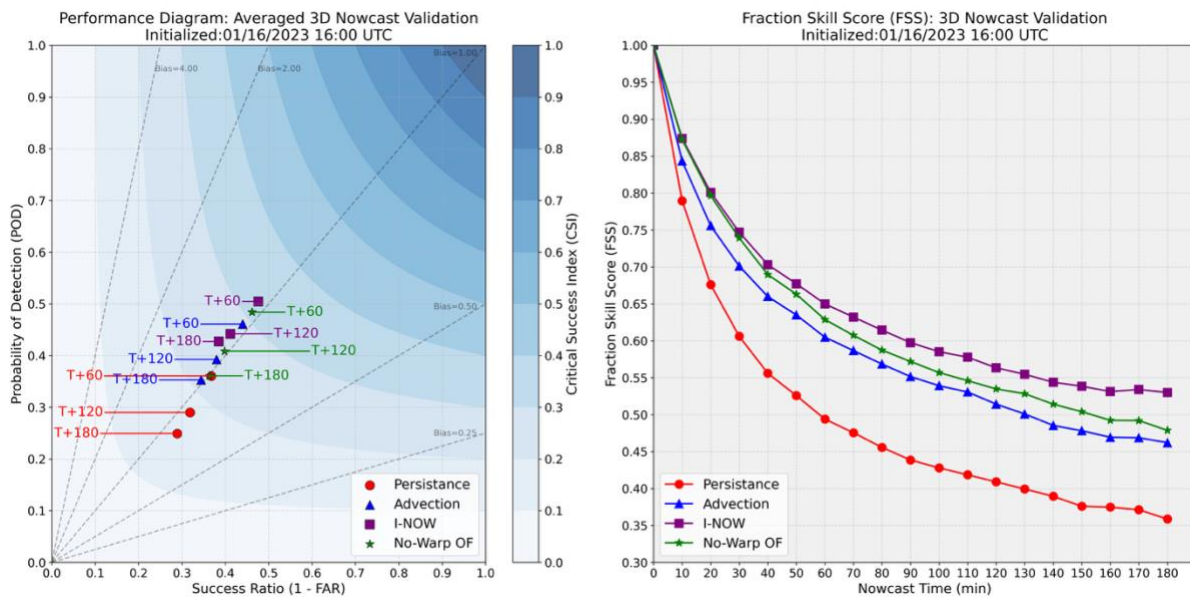 Performance Diagram: Averaged 3D Nowcast Validation
Initialized:01/16/2023 16:00 UTC
Bias=4.00
Bias=2.00
Bias=1.00
Bias=0.50
Bias=0.25
1.0
0.9
0.8
0.7
0.6
0.5
0.4
0.3
0.2
0.1
0.0
Probability of Detection (POD)
T+60
T+60
T+60
T+120
T+180
T+120
T+120
T+60
T+180
T+180
T+120
T+180
Persistance
Advection
I-NOW
No-Warp OF
0.0 0.1 0.2 0.3 0.4 0.5 0.6 0.7 0.8 0.9 1.0
Success Ratio (1 - FAR)
1.0
0.9
0.8
0.7
0.6
0.5
0.4
0.3
0.2
0.1
0.0
Critical Success Index (CSI)
Fraction Skill Score (FSS): 3D Nowcast Validation
Initialized:01/16/2023 16:00 UTC
1.00
0.95
0.90
0.85
0.80
0.75
0.70
0.65
0.60
0.55
0.50
0.45
0.40
0.35
0.30
Fraction Skill Score (FSS)
Persistance
Advection
I-NOW
No-Warp OF
0 10 20 30 40 50 60 70 80 90 100 110 120 130 140 150 160 170 180
Nowcast Time (min)